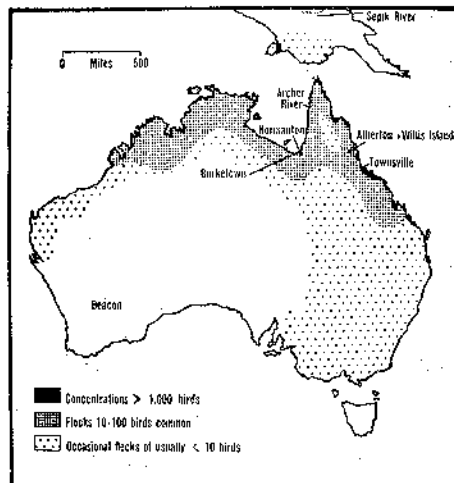 Sepik River
0 Miles 500
Archer
River
Normanton
Atherton
Willis Island
Burketown
Townsville
Beacon
Concentrations > 1,000 birds
Flocks 10-100 birds common
Occasional flocks of usually < 10 birds